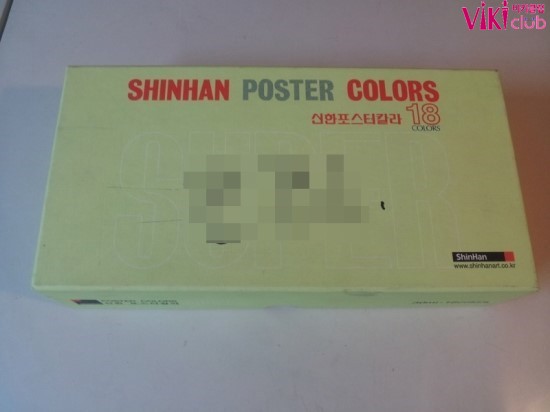 Viki club
SHINHAN POSTER COLORS
신한포스터칼라 18
COLORS
SUPER
ShinHan
www.shinhanart.co.kr